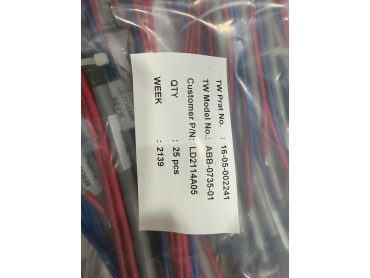 TW Prat No. : 16-05-002241
TW Model No.: ABB-0735-01
Customer P/N: LD2114A05
QTY : 25 pcs
WEEK : 2139